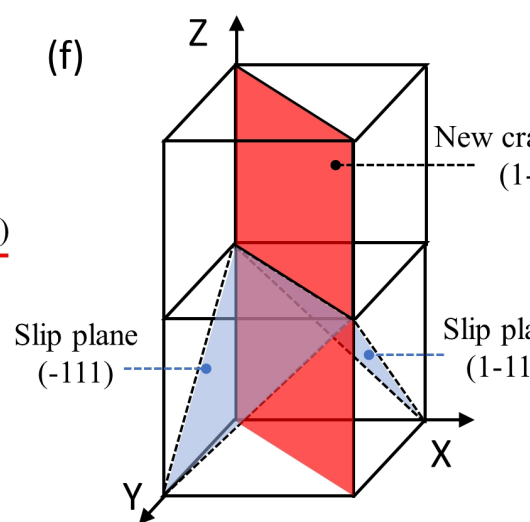 (f)
Z
New cra
(1-
)
Slip plane
(-111)
Slip pla
(1-11
X
Y